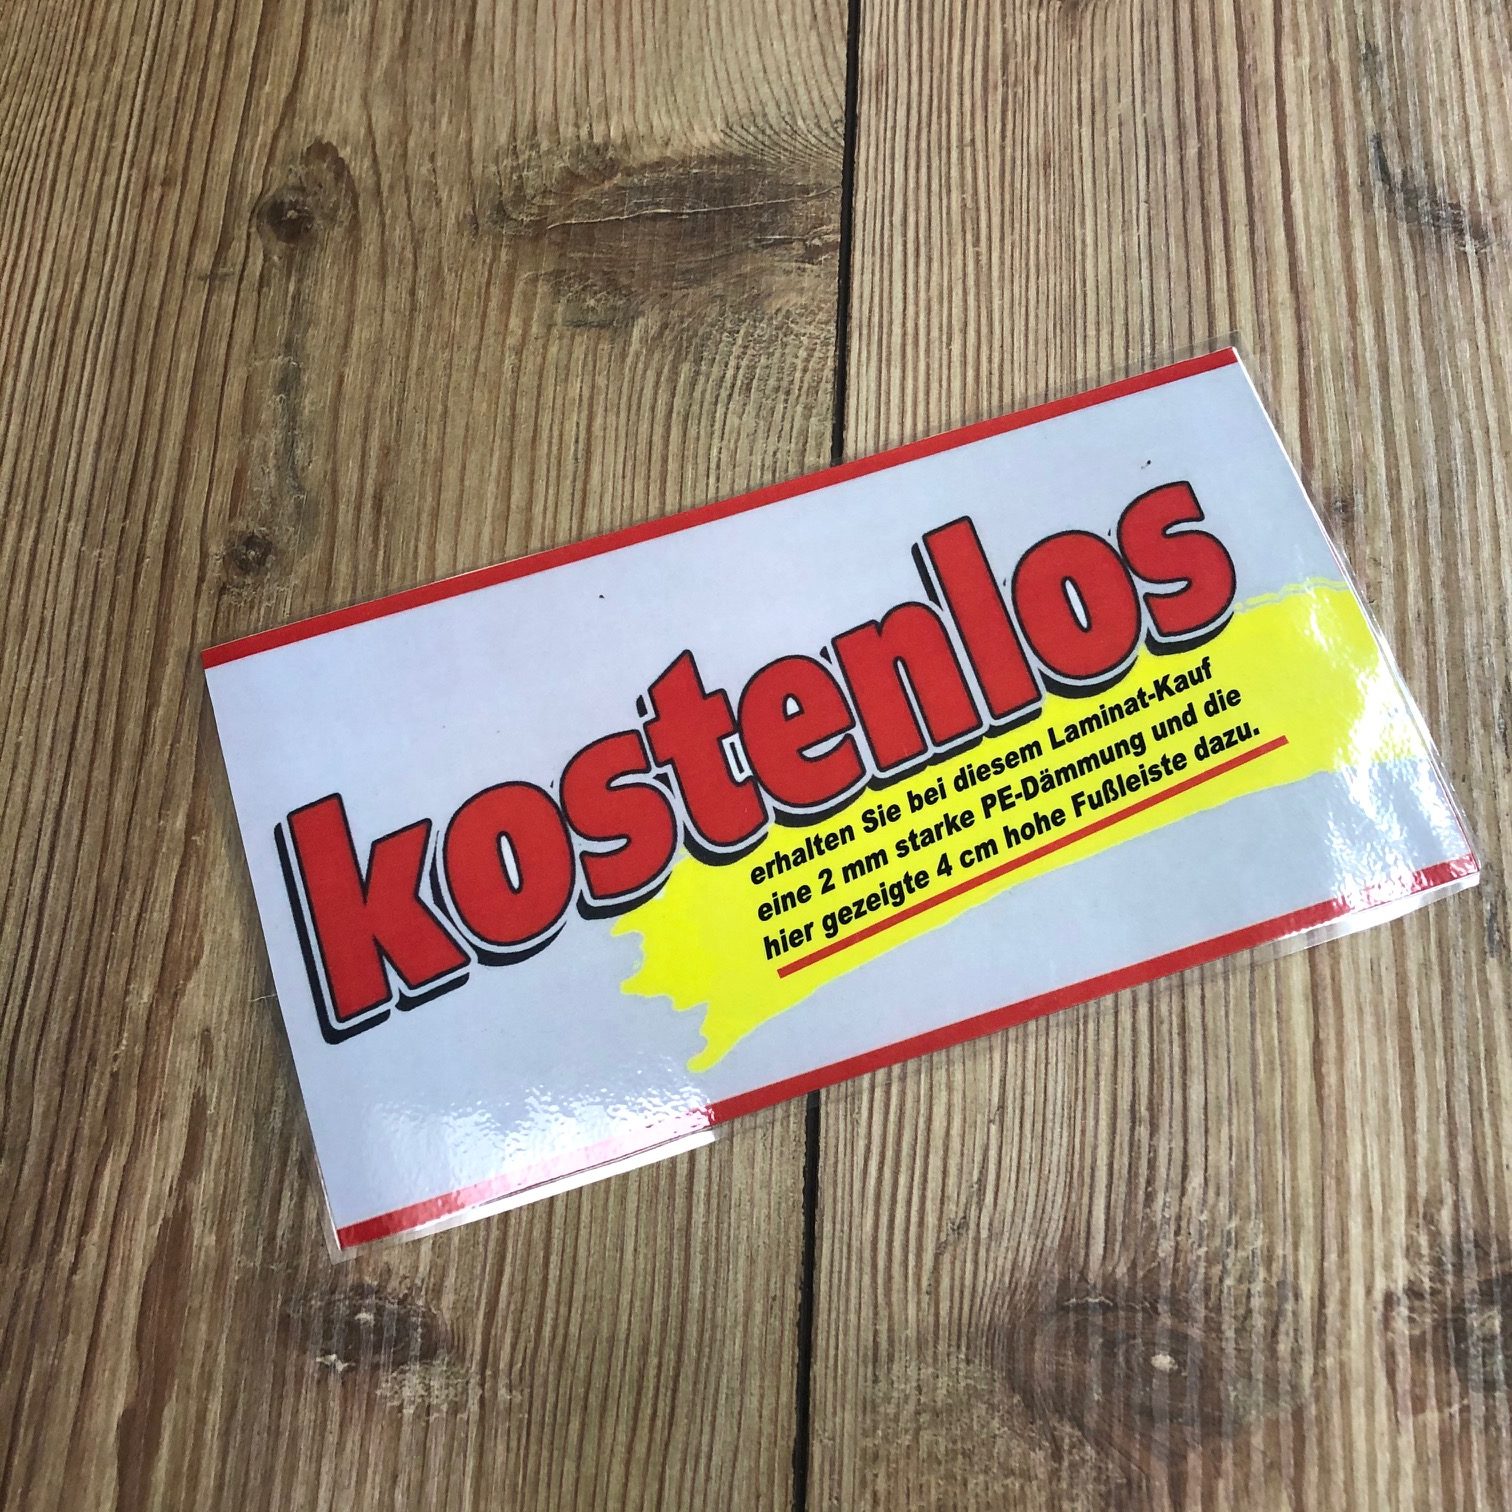 kostenlos
erhalten Sie bei diesem Laminat-Kauf
eine 2 mm starke PE-Dämmung und die
hier gezeigte 4 cm hohe Fußleiste dazu.